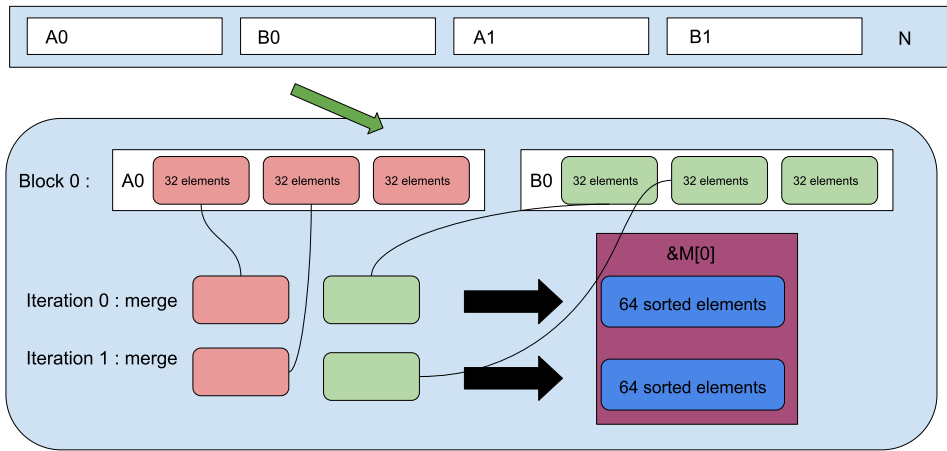 A0 B0 A1 B1 N
Block 0 : A0 32 elements 32 elements 32 elements B0 32 elements 32 elements 32 elements
&M[0]
Iteration 0 : merge 64 sorted elements
Iteration 1 : merge 64 sorted elements